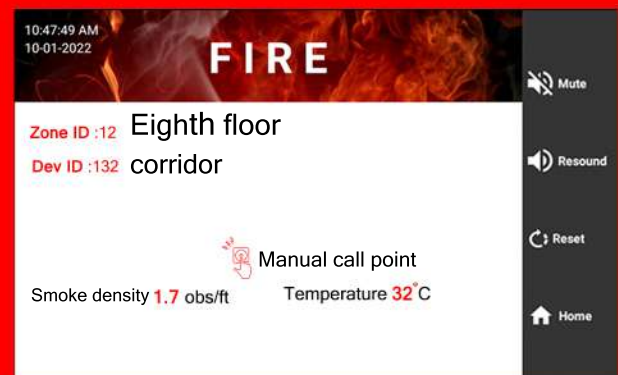 10:47:49 AM
10-01-2022
FIRE
Mute
Zone ID :12 Eighth floor
Dev ID :132 corridor
Resound
Reset
Manual call point
Smoke density 1.7 obs/ft Temperature 32°C
Home